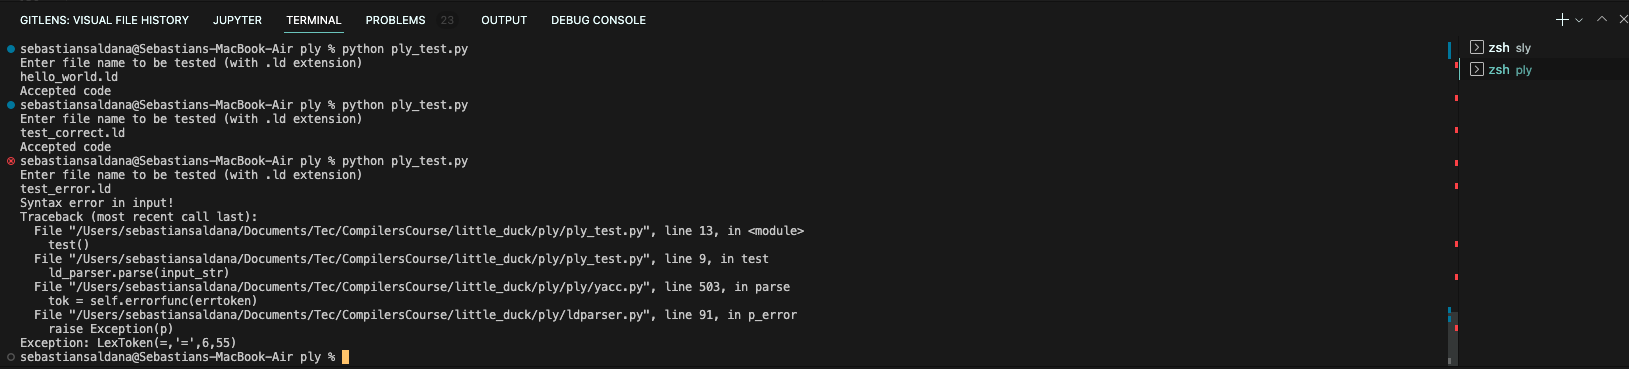 GITLENS: VISUAL FILE HISTORY JUPYTER TERMINAL PROBLEMS 23 OUTPUT DEBUG CONSOLE
sebastiansaldana@Sebastians-MacBook-Air ply % python ply_test.py
Enter file name to be tested (with .ld extension)
hello_world.ld
Accepted code
sebastiansaldana@Sebastians-MacBook-Air ply % python ply_test.py
Enter file name to be tested (with .ld extension)
test_correct.ld
Accepted code
sebastiansaldana@Sebastians-MacBook-Air ply % python ply_test.py
Enter file name to be tested (with .ld extension)
test_error.ld
Syntax error in input!
Traceback (most recent call last):
  File "/Users/sebastiansaldana/Documents/Tec/CompilersCourse/little_duck/ply/ply_test.py", line 13, in <module>
    test()
  File "/Users/sebastiansaldana/Documents/Tec/CompilersCourse/little_duck/ply/ply_test.py", line 9, in test
    ld_parser.parse(input_str)
  File "/Users/sebastiansaldana/Documents/Tec/CompilersCourse/little_duck/ply/ply/yacc.py", line 503, in parse
    tok = self.errorfunc(errtoken)
  File "/Users/sebastiansaldana/Documents/Tec/CompilersCourse/little_duck/ply/ldparser.py", line 91, in p_error
    raise Exception(p)
Exception: LexToken(=,'=',6,55)
sebastiansaldana@Sebastians-MacBook-Air ply %
zsh sly
zsh ply